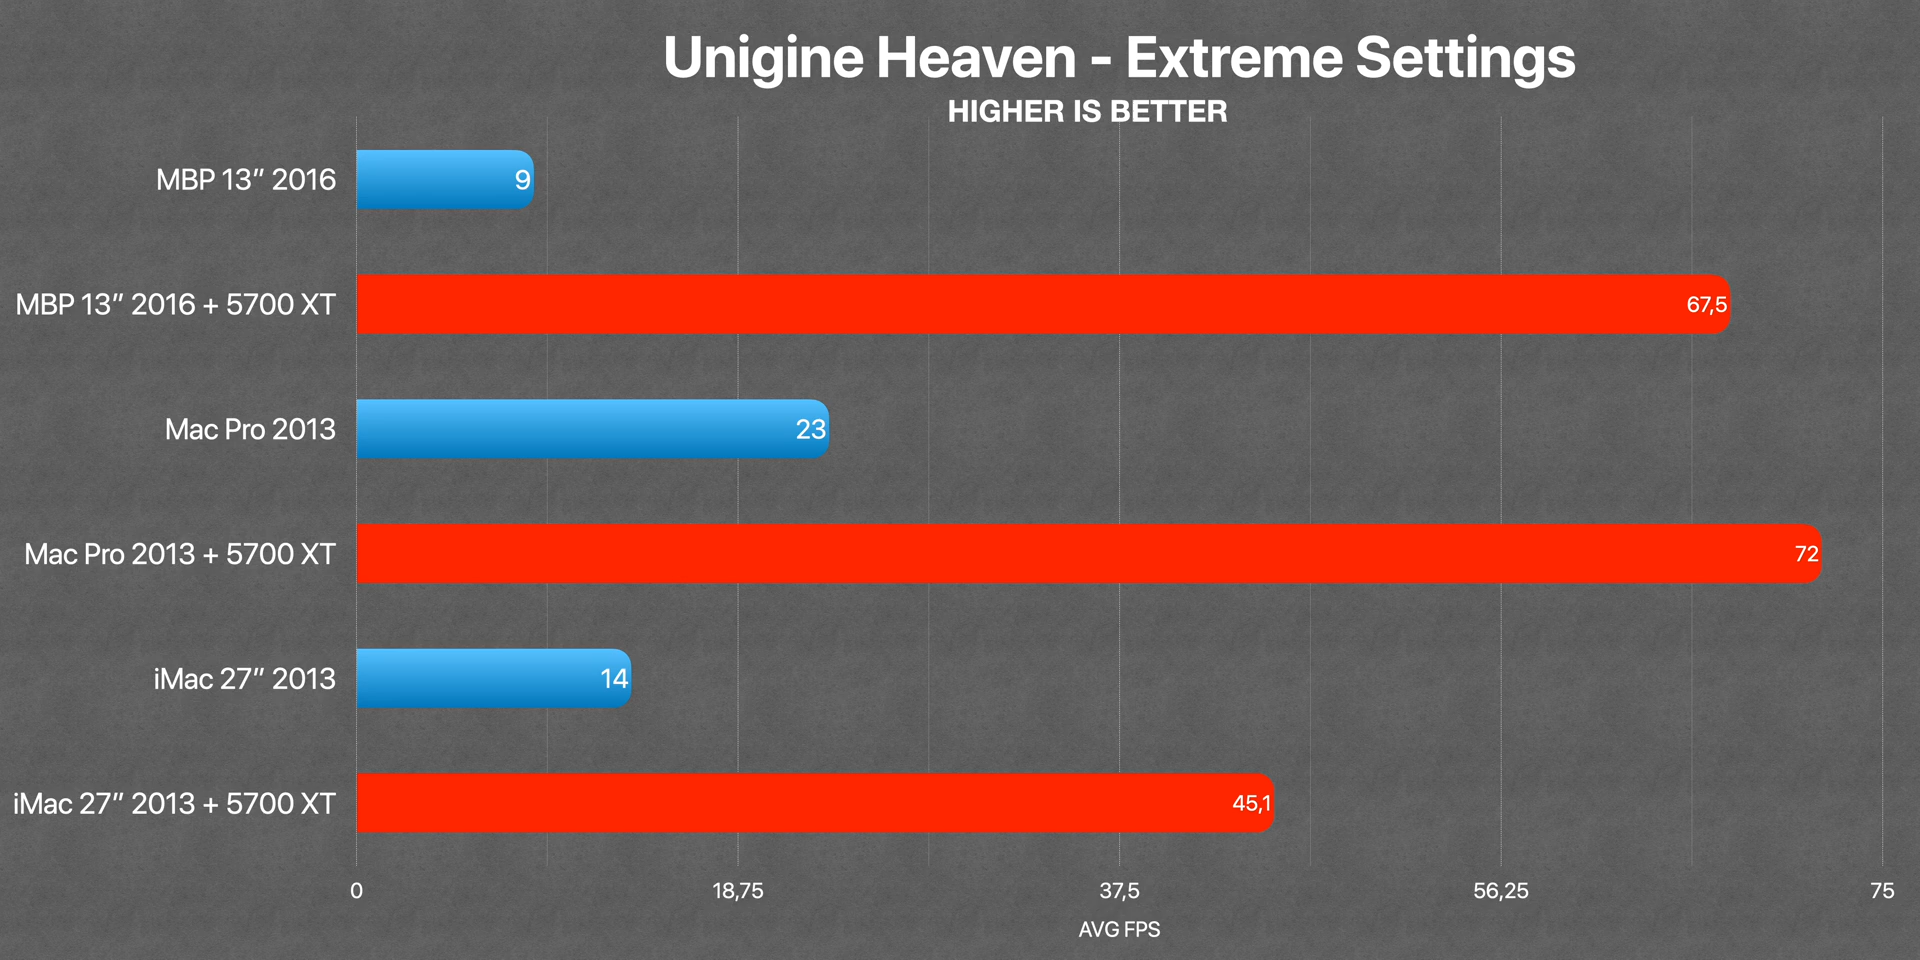 Unigine Heaven - Extreme Settings
HIGHER IS BETTER
MBP 13″ 2016
9
MBP 13″ 2016 + 5700 XT
67,5
Mac Pro 2013
23
Mac Pro 2013 + 5700 XT
72
iMac 27″ 2013
14
iMac 27″ 2013 + 5700 XT
45,1
0 18,75 37,5 56,25 75
AVG FPS